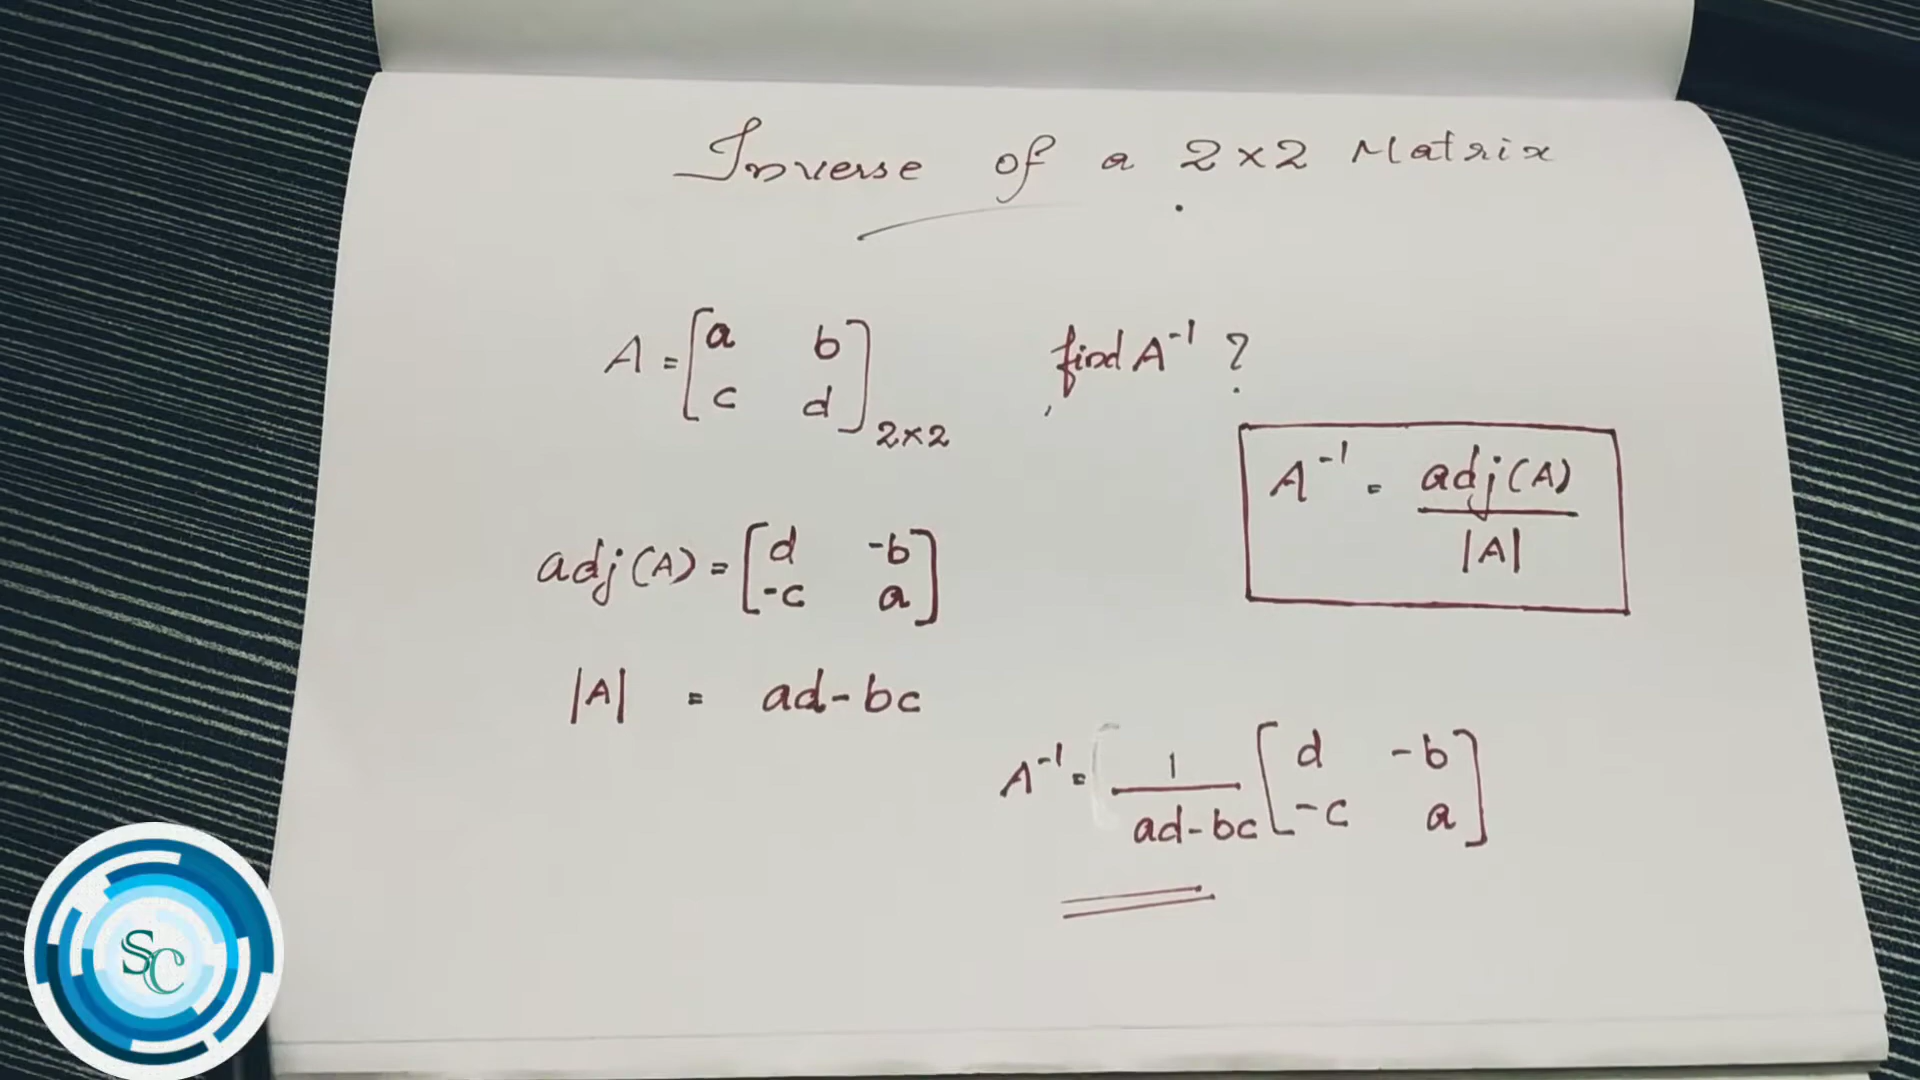 Inverse of a 2×2 Matrix
A = [a b
c d]2×2 , find A⁻¹ ?
A⁻¹ = adj(A)
|A|
adj(A) = [d -b
-c a]
|A| = ad-bc
A⁻¹ = 1 [d -b
ad-bc -c a]
SC